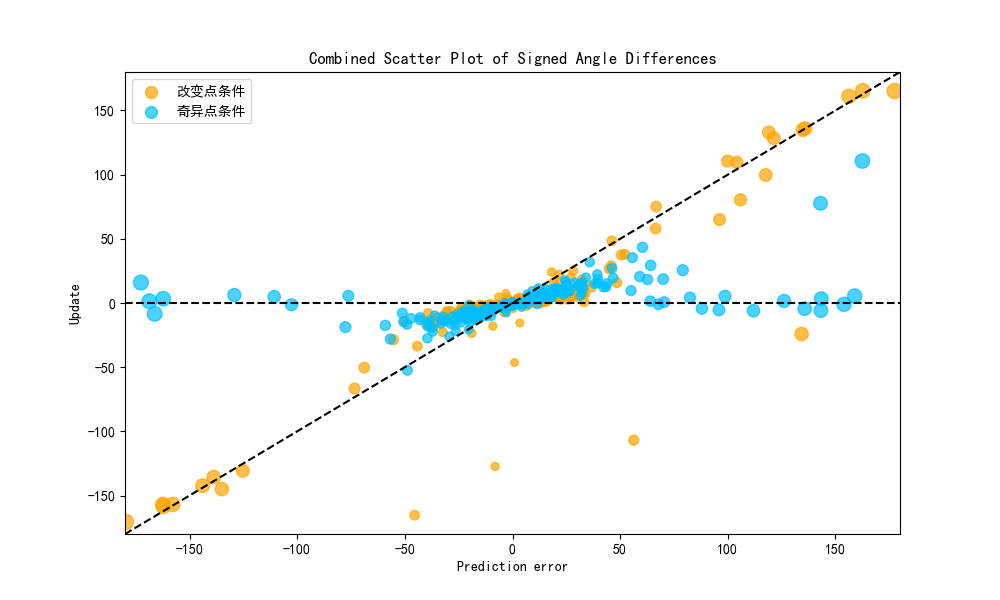 Combined Scatter Plot of Signed Angle Differences
改变点条件
奇异点条件
150
100
50
0
−50
−100
−150
Update
−150 −100 −50 0 50 100 150
Prediction error